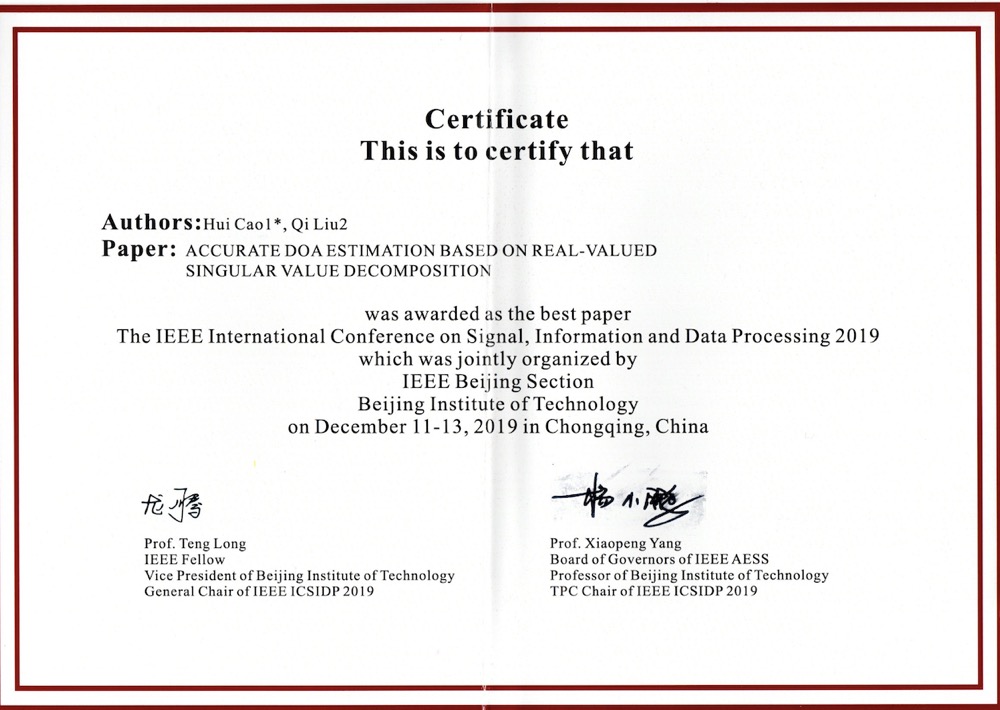 Certificate
This is to certify that
Authors:Hui Cao1*, Qi Liu2
Paper: ACCURATE DOA ESTIMATION BASED ON REAL-VALUED
SINGULAR VALUE DECOMPOSITION
was awarded as the best paper
The IEEE International Conference on Signal, Information and Data Processing 2019
which was jointly organized by
IEEE Beijing Section
Beijing Institute of Technology
on December 11-13, 2019 in Chongqing, China
龙腾
Prof. Teng Long
IEEE Fellow
Vice President of Beijing Institute of Technology
General Chair of IEEE ICSIDP 2019
杨小鹏
Prof. Xiaopeng Yang
Board of Governors of IEEE AESS
Professor of Beijing Institute of Technology
TPC Chair of IEEE ICSIDP 2019